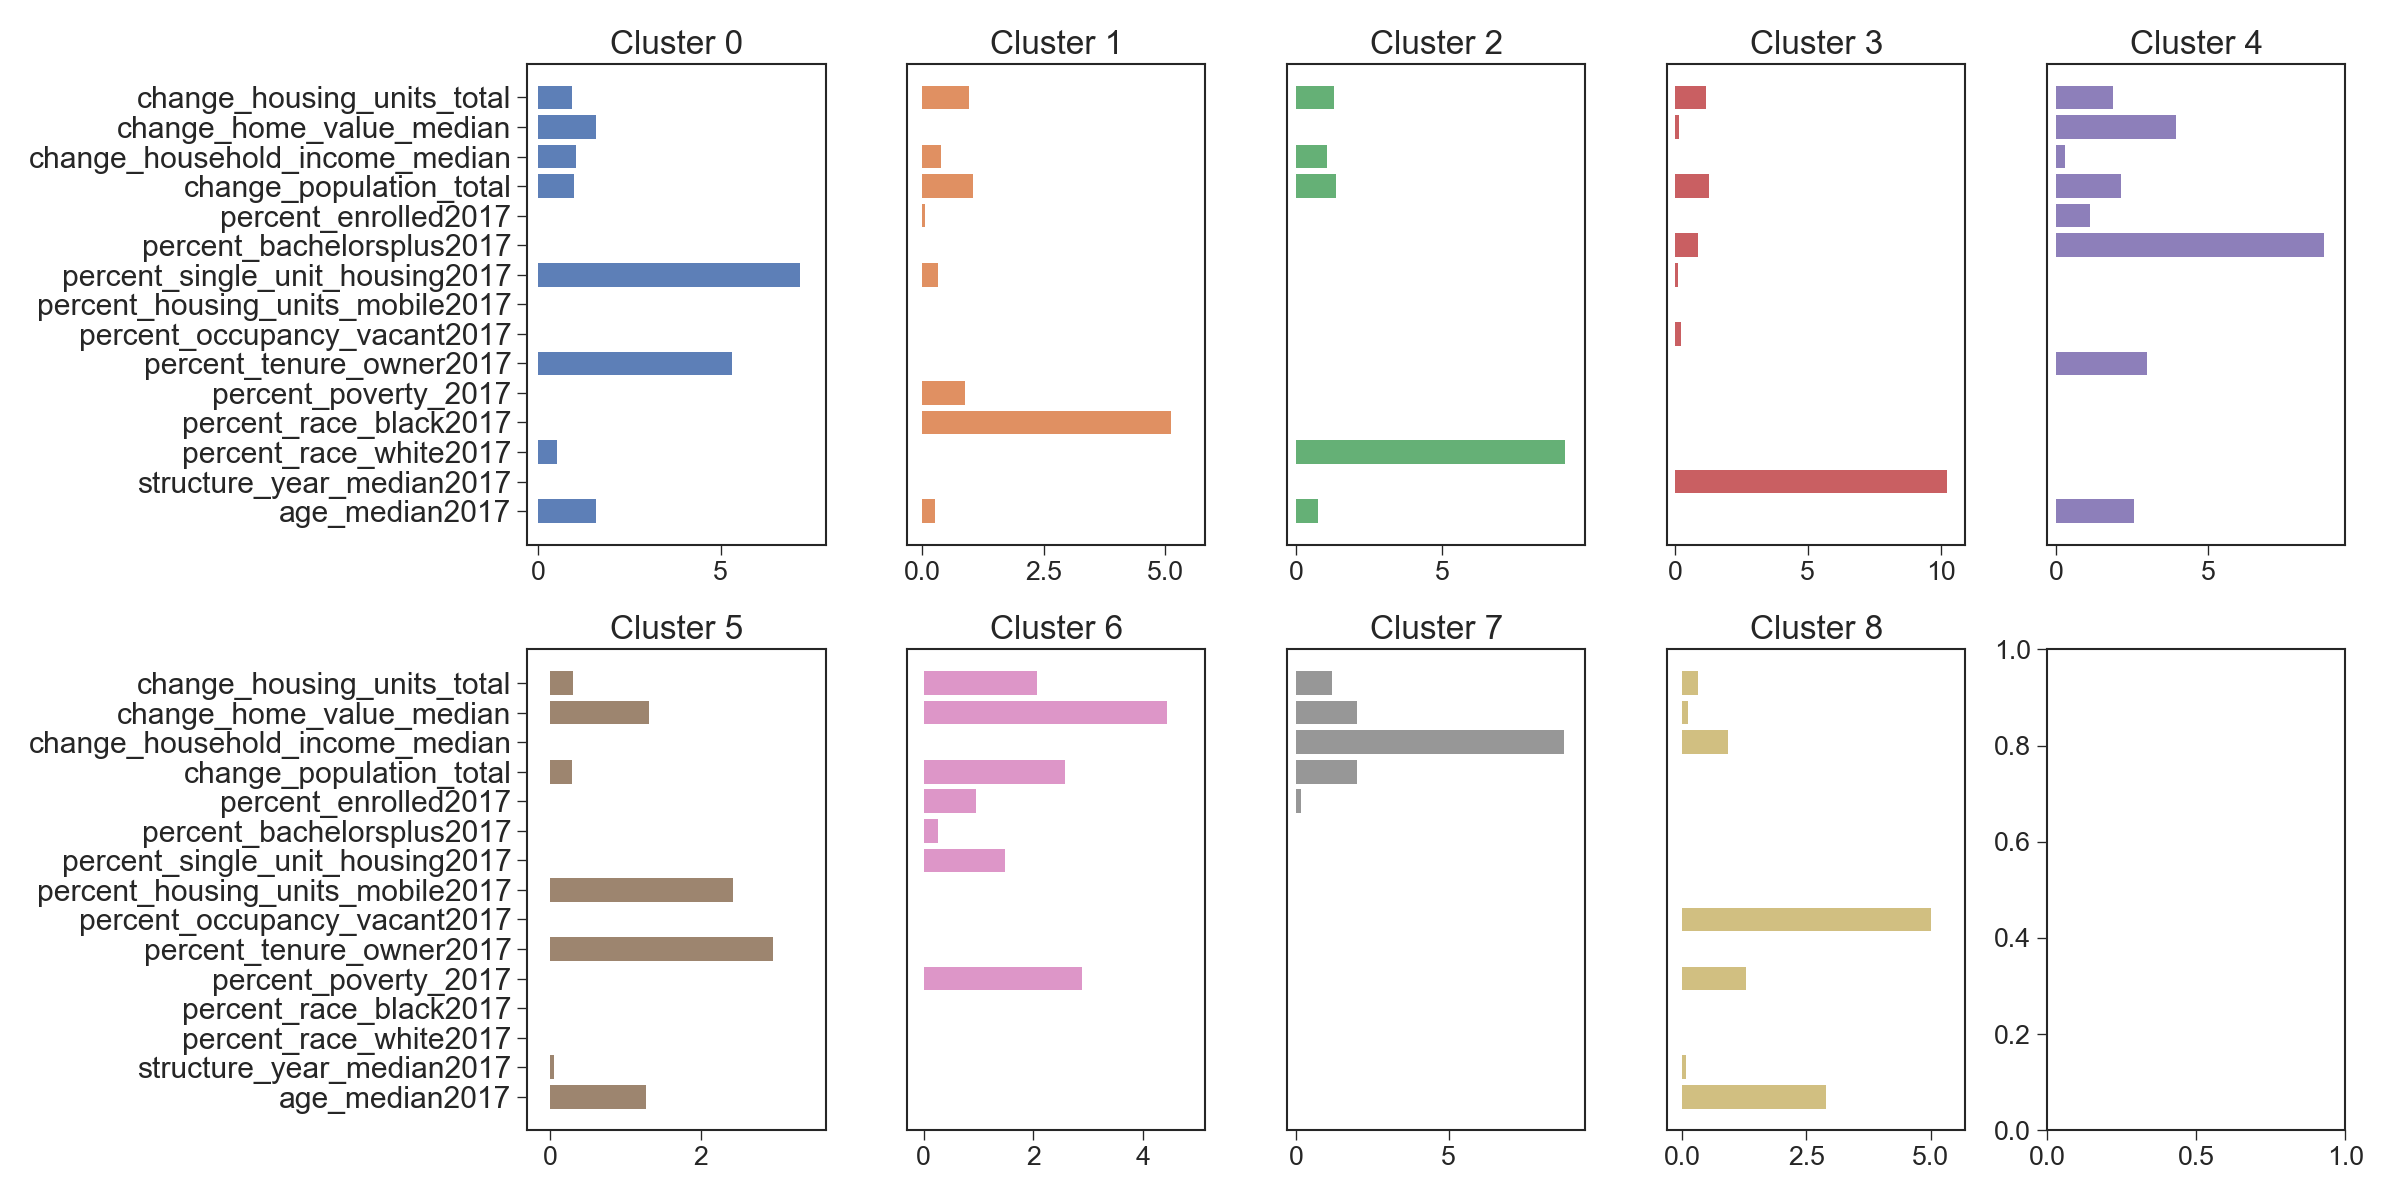 Cluster 0
Cluster 1
Cluster 2
Cluster 3
Cluster 4
change_housing_units_total
change_home_value_median
change_household_income_median
change_population_total
percent_enrolled2017
percent_bachelorsplus2017
percent_single_unit_housing2017
percent_housing_units_mobile2017
percent_occupancy_vacant2017
percent_tenure_owner2017
percent_poverty_2017
percent_race_black2017
percent_race_white2017
structure_year_median2017
age_median2017
0 5
0.0 2.5 5.0
0 5
0 5 10
0 5
Cluster 5
Cluster 6
Cluster 7
Cluster 8
change_housing_units_total
change_home_value_median
change_household_income_median
change_population_total
percent_enrolled2017
percent_bachelorsplus2017
percent_single_unit_housing2017
percent_housing_units_mobile2017
percent_occupancy_vacant2017
percent_tenure_owner2017
percent_poverty_2017
percent_race_black2017
percent_race_white2017
structure_year_median2017
age_median2017
0 2
0 2 4
0 5
0.0 2.5 5.0
1.0
0.8
0.6
0.4
0.2
0.0
0.0 0.5 1.0